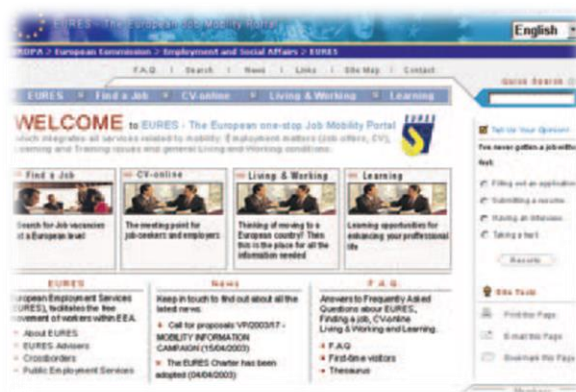 EURES - The European Job Mobility Portal
English
EUROPA > European Commission > Employment and Social Affairs > EURES
F.A.Q. | Search | News | Links | Site Map | Contact
Quick Search
EURES Find a Job CV-online Living & Working Learning
WELCOME to EURES - The European one-stop Job Mobility Portal
which integrates all services related to mobility: Employment matters (job offers, CV),
Learning and Training issues and general Living and Working conditions.
EURES
Tell Us Your Opinion!
I've never gotten a job without
first:
Filling out an application
Submitting a resume
Having an interview
Taking a test
Results
Find a Job
Search for Job vacancies
at a European level
CV-online
The meeting point for
job-seekers and employers
Living & Working
Thinking of moving to a
European country? Then
this is the place for all the
information needed
Learning
Learning opportunities for
enhancing your professional
life
EURES
European Employment Services
(EURES), facilitates the free
movement of workers within EEA.
About EURES
EURES Advisers
Crossborders
Public Employment Services
News
Keep in touch to find out about all the
latest news.
Call for proposals VP/2003/17 -
MOBILITY INFORMATION
CAMPAIGN (15/04/2003)
The EURES Charter has been
adopted (04/04/2003)
F.A.Q.
Answers to Frequently Asked
Questions about EURES,
Finding a job, CV-online
Living & Working and Learning.
F.A.Q
First-time visitors
Thesaurus
Site Tools
Print this Page
E-mail this Page
Bookmark this Page